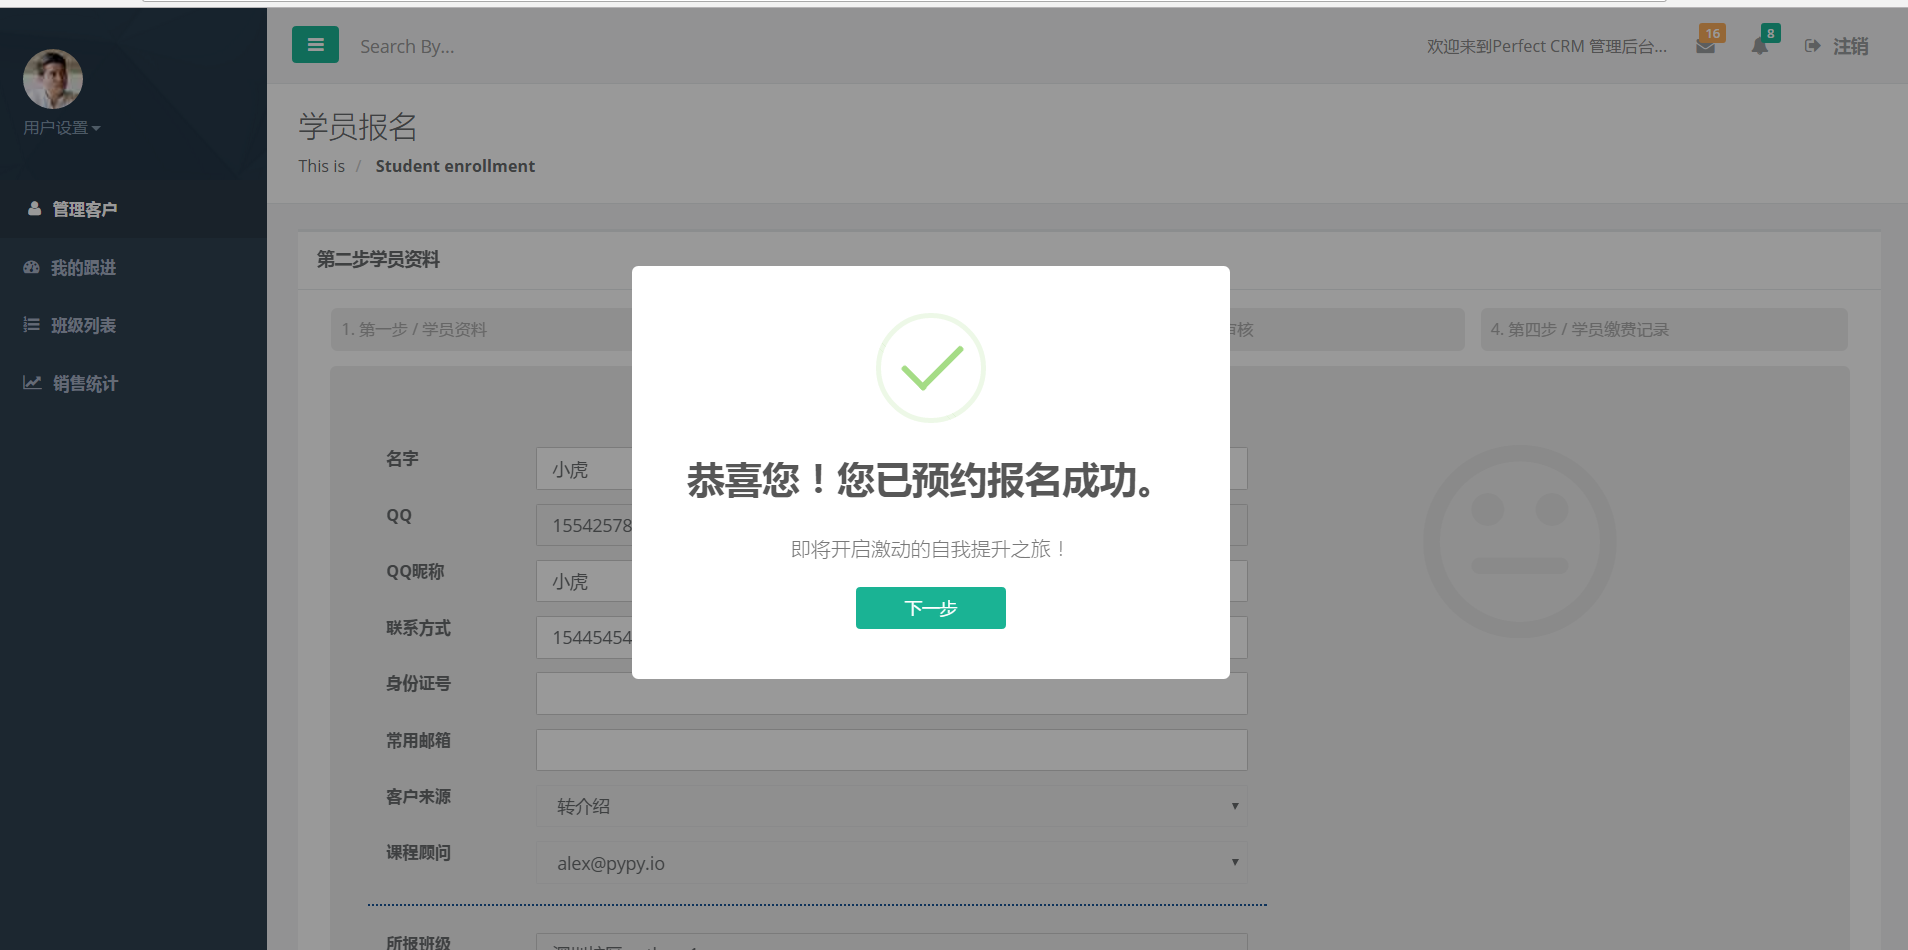 Search By...
欢迎来到Perfect CRM 管理后台...
16
8
注销
用户设置
管理客户
我的跟进
班级列表
销售统计
学员报名
This is / Student enrollment
第二步学员资料
1. 第一步 / 学员资料
核
4. 第四步 / 学员缴费记录
恭喜您！您已预约报名成功。
即将开启激动的自我提升之旅！
下一步
名字
小虎
QQ
15542578
QQ昵称
小虎
联系方式
15445454
身份证号
常用邮箱
客户来源
转介绍
课程顾问
alex@pypy.io
所报班级